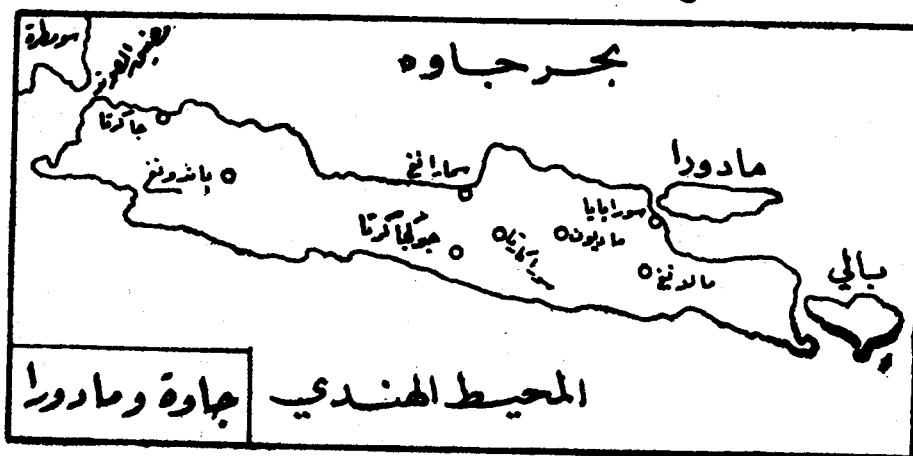 سومطرة
بحر جاوه
جاكرتا
باندونغ
سمارانغ
مادورا
سورابايا
ماديون
جوكجاكرتا
مالانغ
بالي
المحيط الهندي
جاوة ومادورا